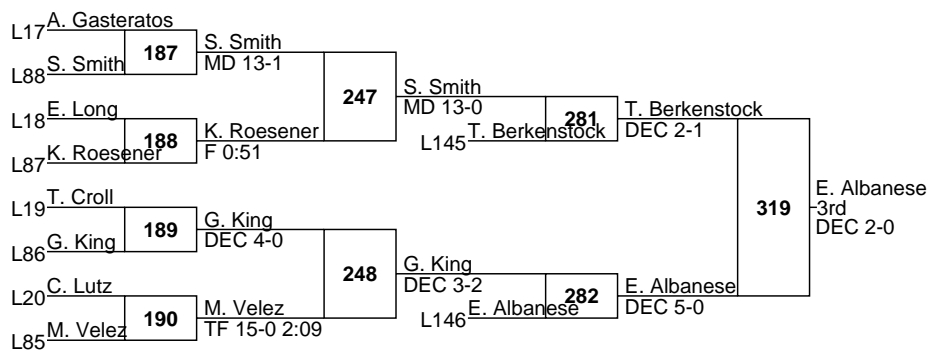 L17 A. Gasteratos
187
L88 S. Smith
S. Smith
MD 13-1
L18 E. Long
188
L87 K. Roesener
K. Roesener
F 0:51
247
S. Smith
MD 13-0
L19 T. Croll
189
L86 G. King
G. King
DEC 4-0
L20 C. Lutz
190
L85 M. Velez
M. Velez
TF 15-0 2:09
248
G. King
DEC 3-2
281
L145 T. Berkenstock
T. Berkenstock
DEC 2-1
282
L146 E. Albanese
E. Albanese
DEC 5-0
319
E. Albanese
3rd
DEC 2-0